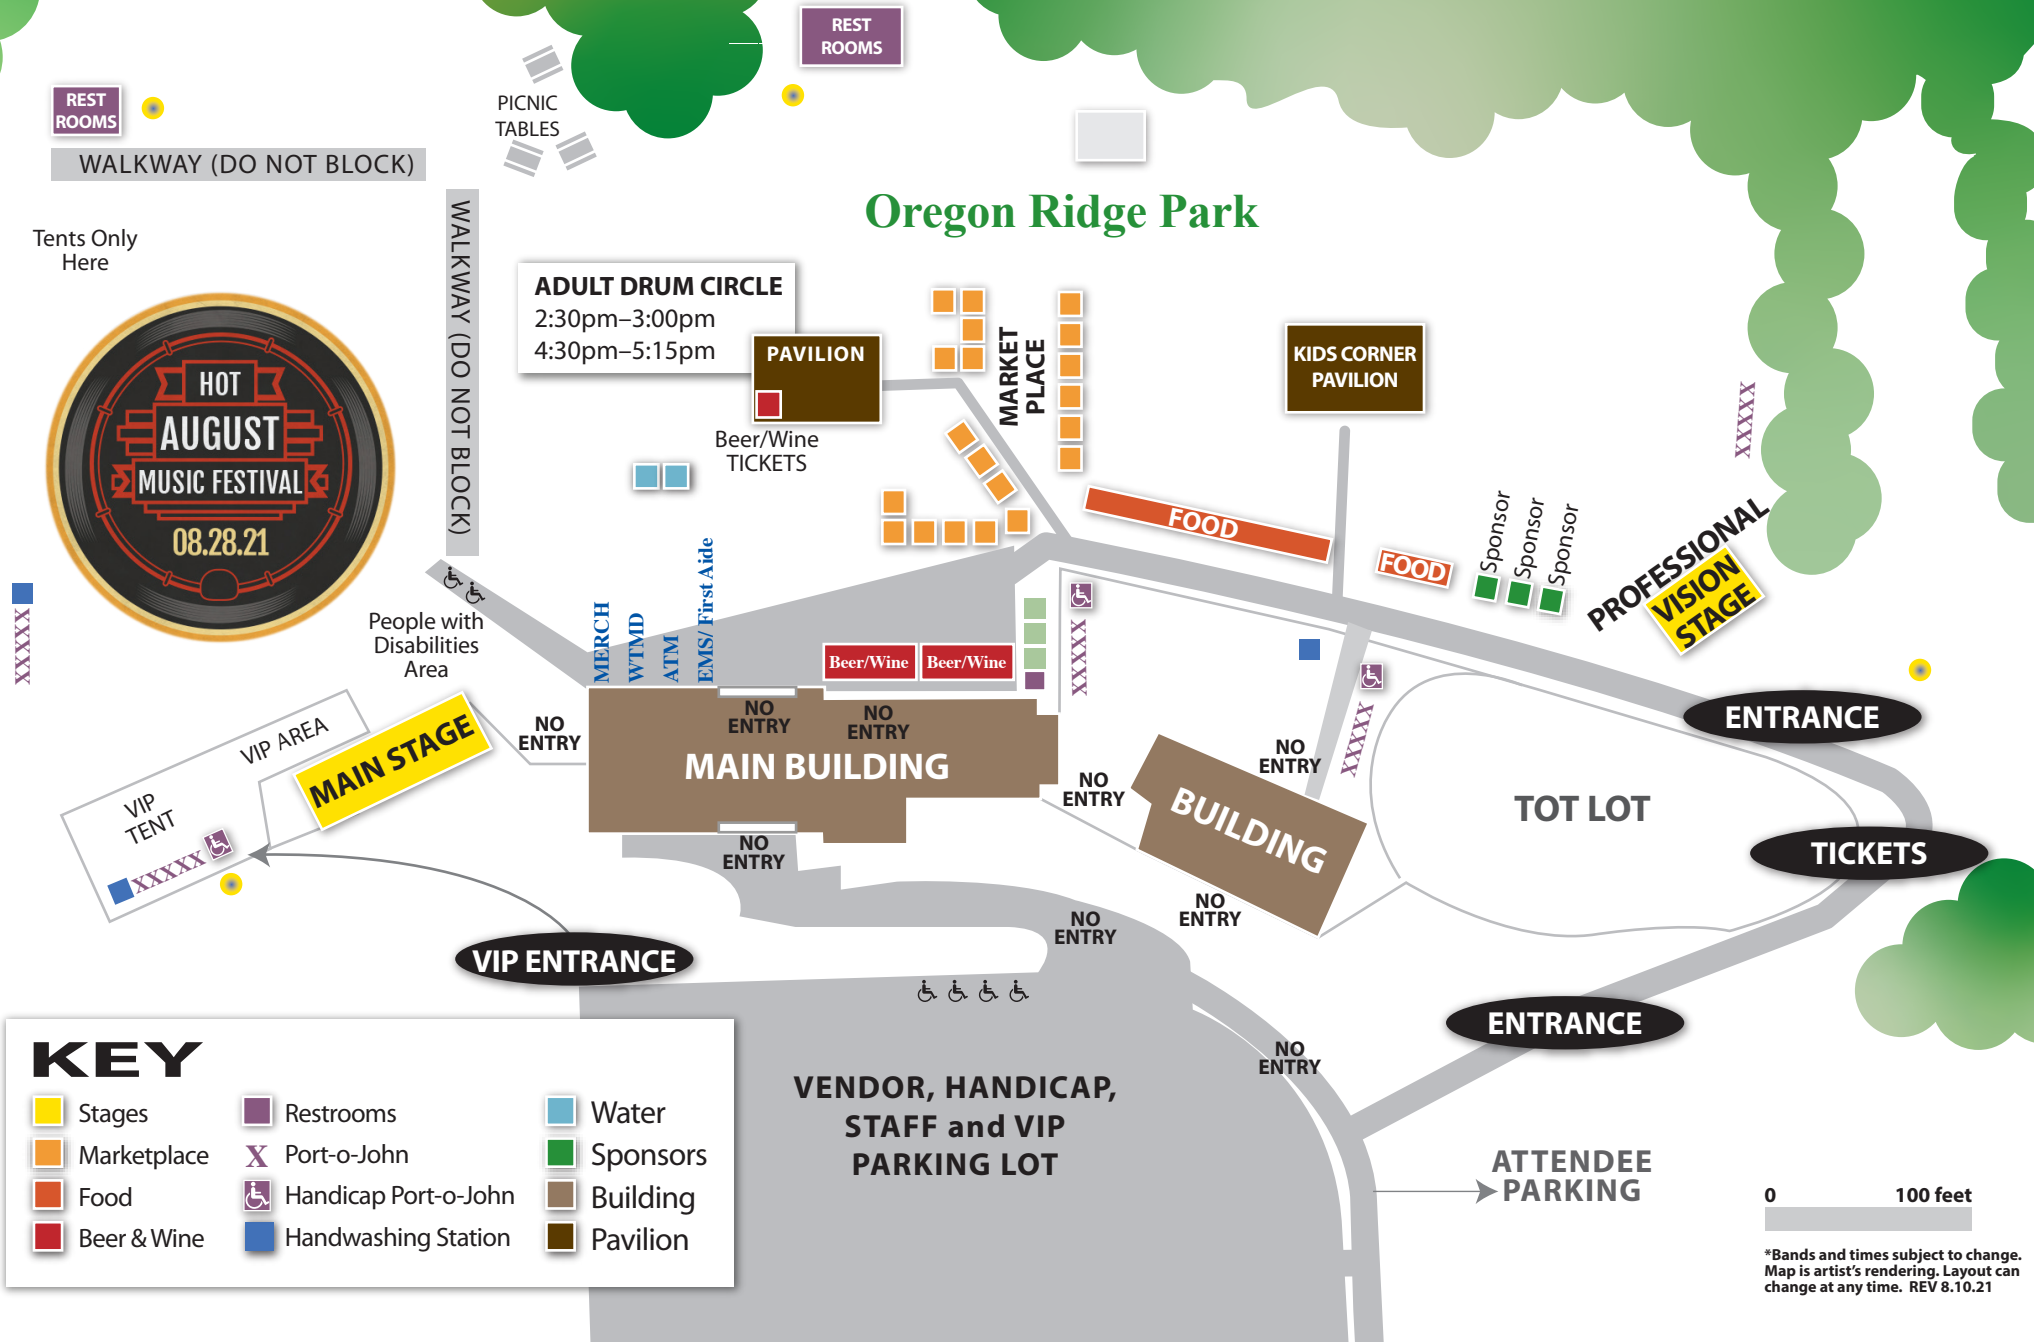 REST
ROOMS
REST
ROOMS
PICNIC
TABLES
WALKWAY (DO NOT BLOCK)
WALKWAY (DO NOT BLOCK)
Oregon Ridge Park
Tents Only
Here
HOT
AUGUST
MUSIC FESTIVAL
08.28.21
ADULT DRUM CIRCLE
2:30pm–3:00pm
4:30pm–5:15pm
PAVILION
Beer/Wine
TICKETS
MARKET
PLACE
KIDS CORNER
PAVILION
XXXXX
FOOD
FOOD
Sponsor
Sponsor
Sponsor
PROFESSIONAL
VISION
STAGE
People with
Disabilities
Area
MERCH
WTMD
ATM
EMS/ First Aide
Beer/Wine
Beer/Wine
XXXXX
XXXXX
XXXXX
ENTRANCE
VIP AREA
MAIN STAGE
VIP
TENT
XXXXX
NO
ENTRY
NO
ENTRY
NO
ENTRY
MAIN BUILDING
NO
ENTRY
NO
ENTRY
NO
ENTRY
BUILDING
TOT LOT
TICKETS
NO
ENTRY
NO
ENTRY
VIP ENTRANCE
ENTRANCE
NO
ENTRY
VENDOR, HANDICAP,
STAFF and VIP
PARKING LOT
ATTENDEE
PARKING
KEY
Stages
Marketplace
Food
Beer & Wine
Restrooms
X Port-o-John
Handicap Port-o-John
Handwashing Station
Water
Sponsors
Building
Pavilion
0 100 feet
*Bands and times subject to change.
Map is artist's rendering. Layout can
change at any time. REV 8.10.21